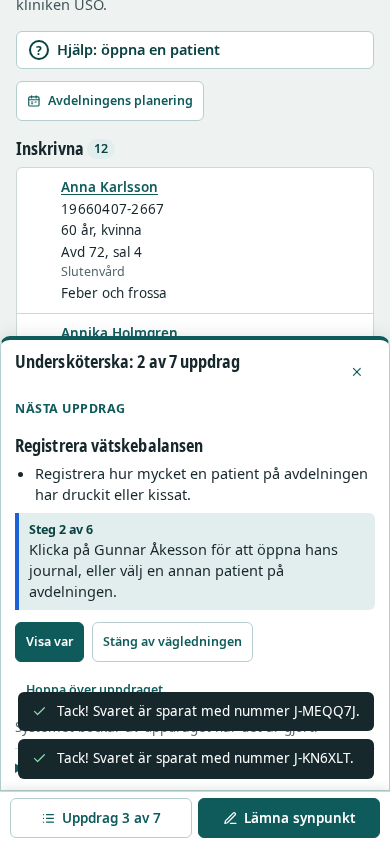 kliniken USÖ.
? Hjälp: öppna en patient
Avdelningens planering
Inskrivna 12
Anna Karlsson
19660407-2667
60 år, kvinna
Avd 72, sal 4
Slutenvård
Feber och frossa
Annika Holmgren
Undersköterska: 2 av 7 uppdrag
NÄSTA UPPDRAG
Registrera vätskebalansen
• Registrera hur mycket en patient på avdelningen
har druckit eller kissat.
Steg 2 av 6
Klicka på Gunnar Åkesson för att öppna hans
journal, eller välj en annan patient på
avdelningen.
Visa var
Stäng av vägledningen
Hoppa över uppdraget
Tack! Svaret är sparat med nummer J-MEQQ7J.
Tack! Svaret är sparat med nummer J-KN6XLT.
Uppdrag 3 av 7
Lämna synpunkt